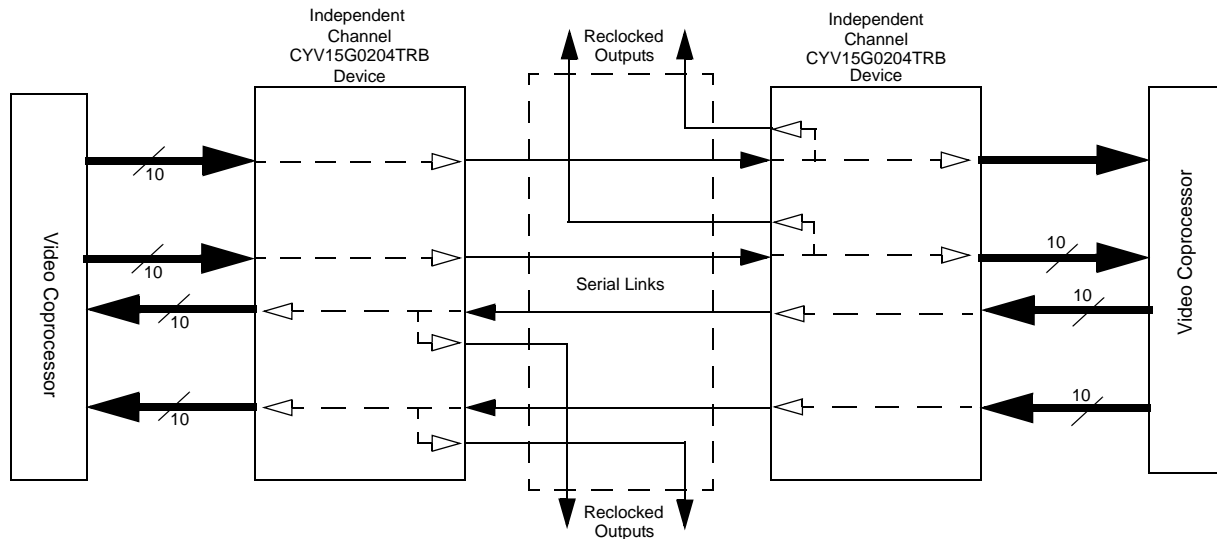 Independent
Channel
CYV15G0204TRB
Device
Reclocked
Outputs
Independent
Channel
CYV15G0204TRB
Device
Video Coprocessor
10
10
10
10
Serial Links
10
10
10
Video Coprocessor
Reclocked
Outputs